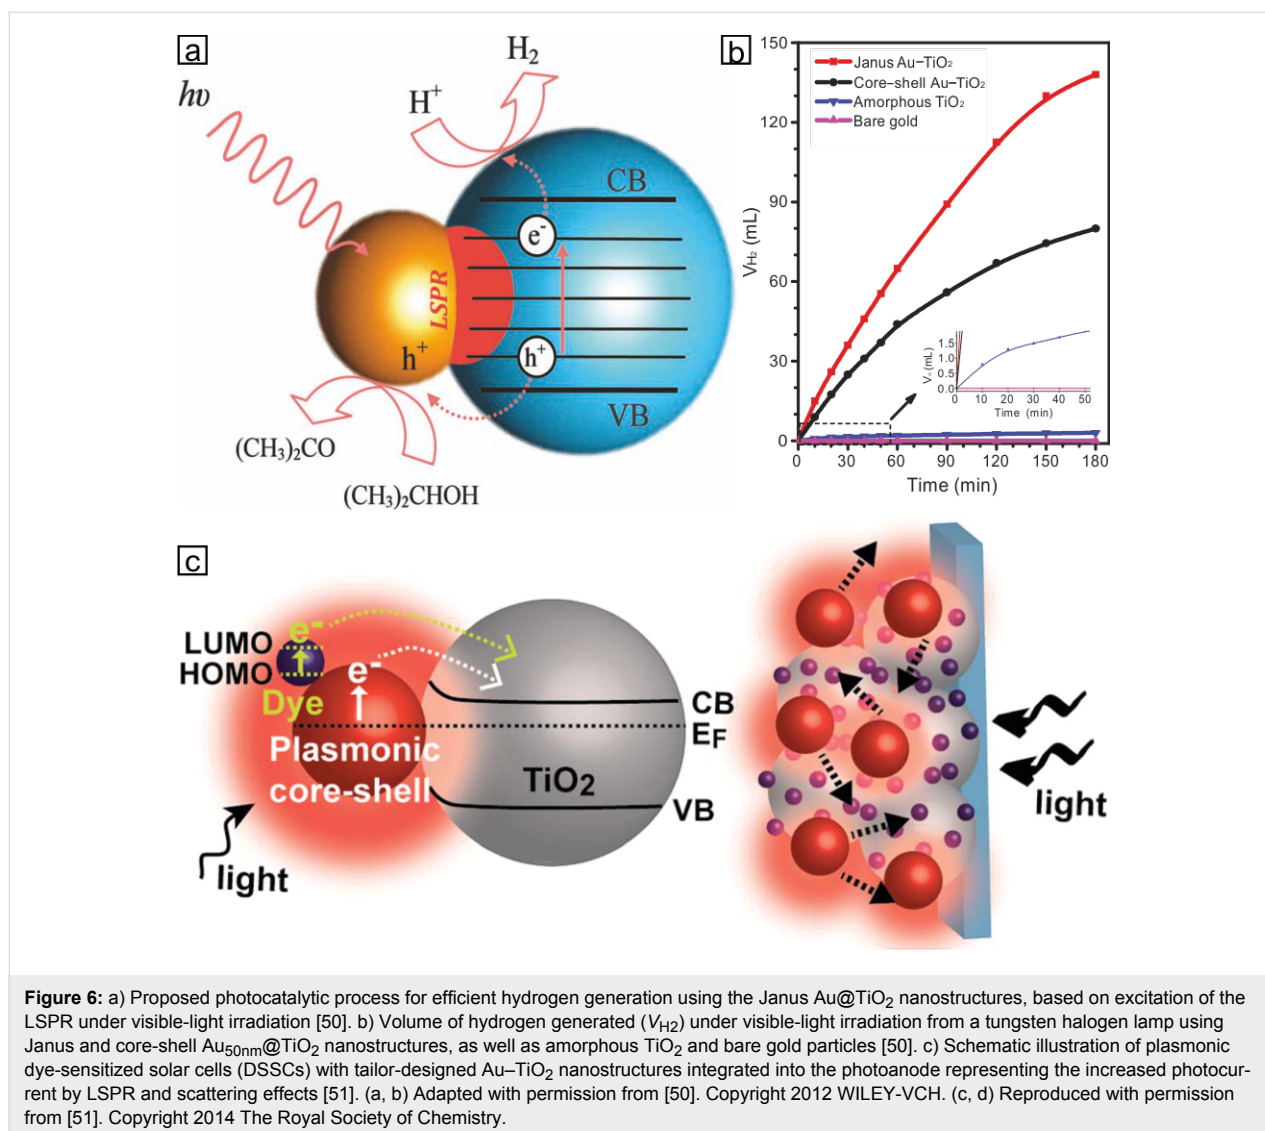 a
hυ
H⁺
H₂
CB
e⁻
LSPR
h⁺
h⁺
VB
(CH₃)₂CO
(CH₃)₂CHOH
b
150
120
90
60
30
0
V_H₂ (mL)
Janus Au–TiO₂
Core–shell Au–TiO₂
Amorphous TiO₂
Bare gold
1.5
1.0
0.5
0.0
0 10 20 30 40 50
Time (min)
0 30 60 90 120 150 180
Time (min)
c
LUMO
HOMO
e⁻
Dye
e⁻
Plasmonic
core-shell
light
TiO₂
CB
E_F
VB
light
Figure 6: a) Proposed photocatalytic process for efficient hydrogen generation using the Janus Au@TiO₂ nanostructures, based on excitation of the
LSPR under visible-light irradiation [50]. b) Volume of hydrogen generated (V_H2) under visible-light irradiation from a tungsten halogen lamp using
Janus and core-shell Au₅₀ₙₘ@TiO₂ nanostructures, as well as amorphous TiO₂ and bare gold particles [50]. c) Schematic illustration of plasmonic
dye-sensitized solar cells (DSSCs) with tailor-designed Au–TiO₂ nanostructures integrated into the photoanode representing the increased photocur-
rent by LSPR and scattering effects [51]. (a, b) Adapted with permission from [50]. Copyright 2012 WILEY-VCH. (c, d) Reproduced with permission
from [51]. Copyright 2014 The Royal Society of Chemistry.